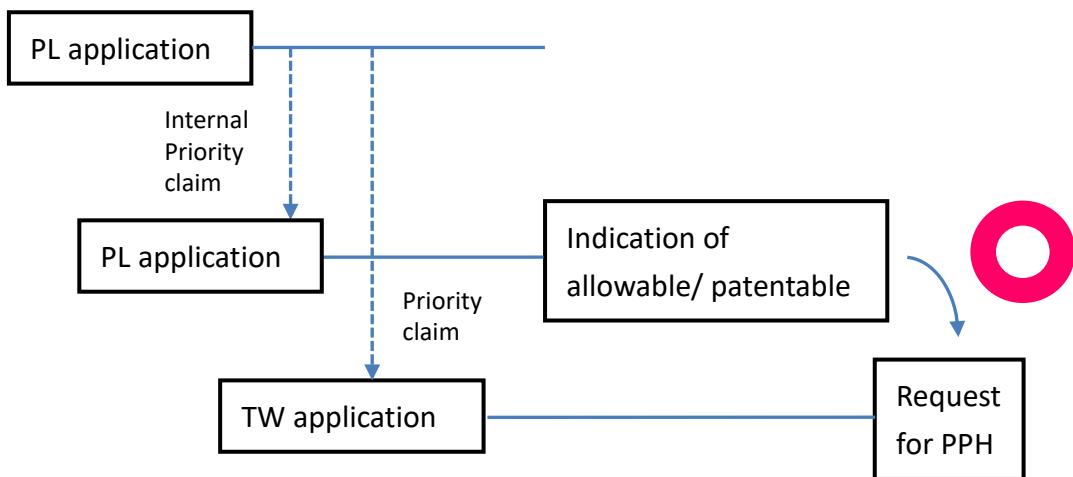 PL application
Internal
Priority
claim
PL application
Indication of
allowable/ patentable
Priority
claim
TW application
Request
for PPH